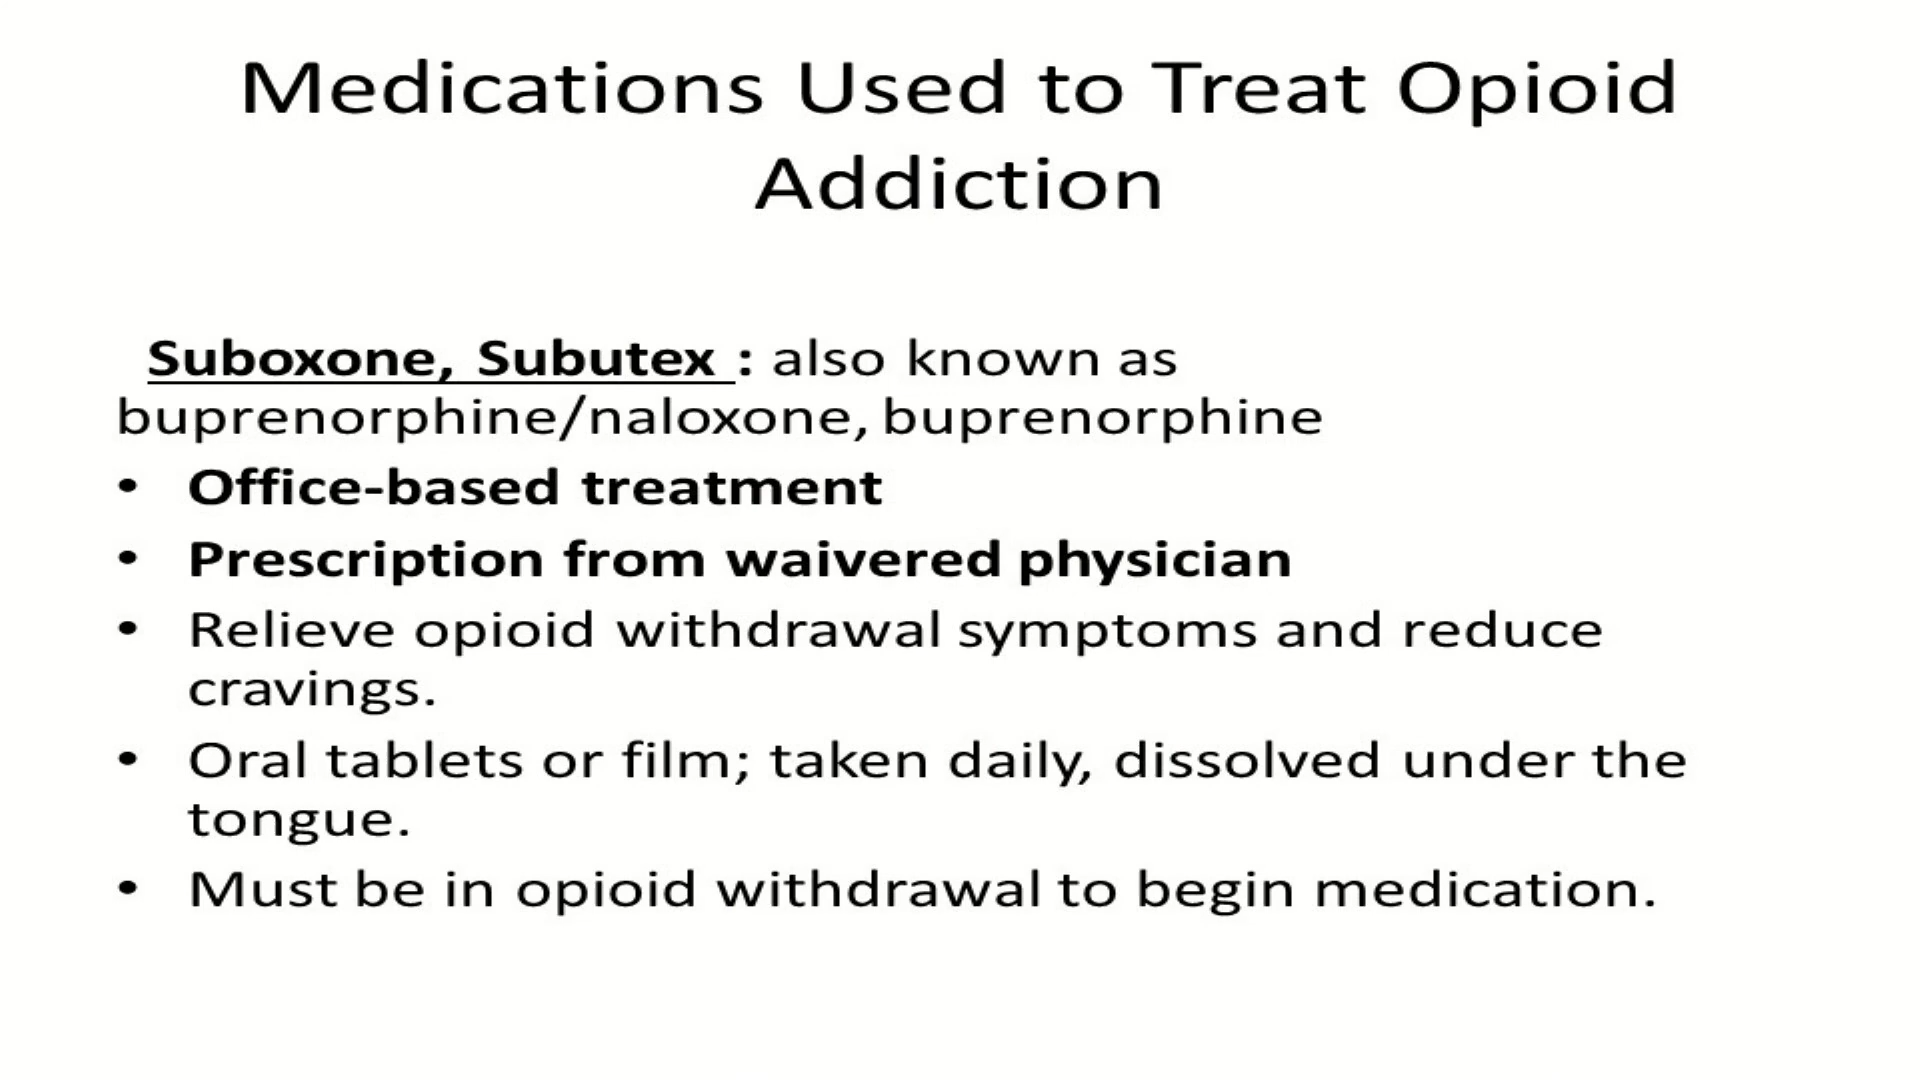 Medications Used to Treat Opioid
Addiction
Suboxone, Subutex : also known as
buprenorphine/naloxone, buprenorphine
• Office-based treatment
• Prescription from waivered physician
• Relieve opioid withdrawal symptoms and reduce
cravings.
• Oral tablets or film; taken daily, dissolved under the
tongue.
• Must be in opioid withdrawal to begin medication.